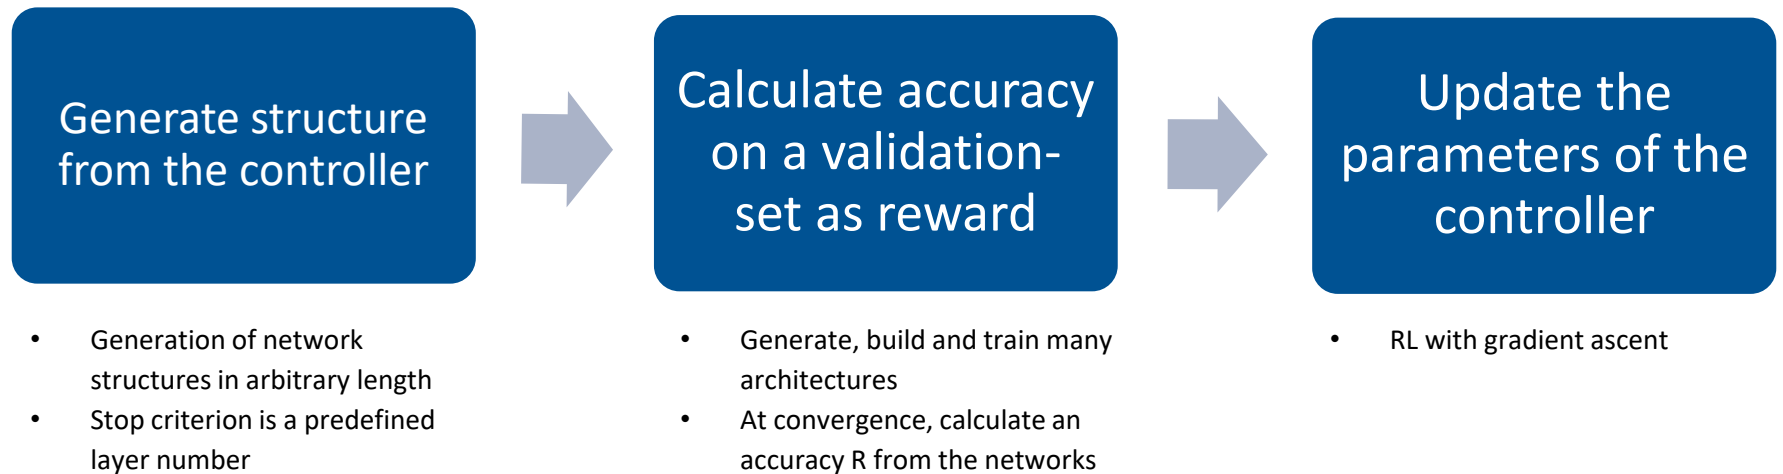 Generate structure
from the controller
Calculate accuracy
on a validation-
set as reward
Update the
parameters of the
controller
• Generation of network
structures in arbitrary length
• Stop criterion is a predefined
layer number
• Generate, build and train many
architectures
• At convergence, calculate an
accuracy R from the networks
• RL with gradient ascent